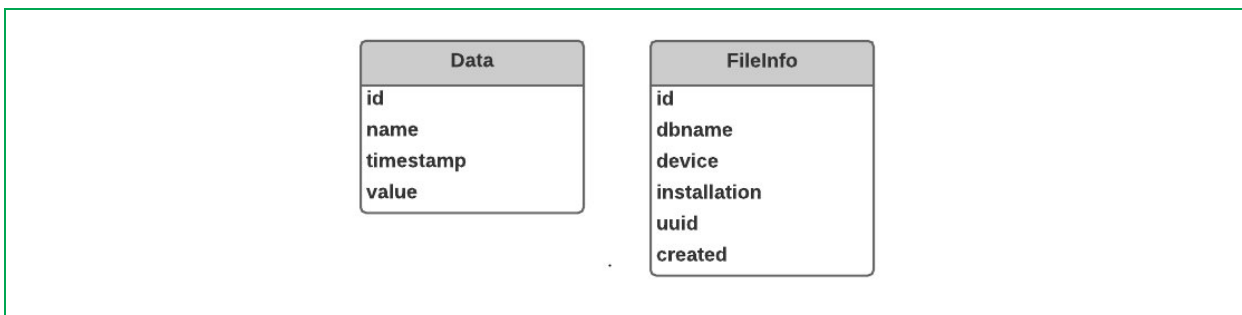 Data
id
name
timestamp
value
FileInfo
id
dbname
device
installation
uuid
created